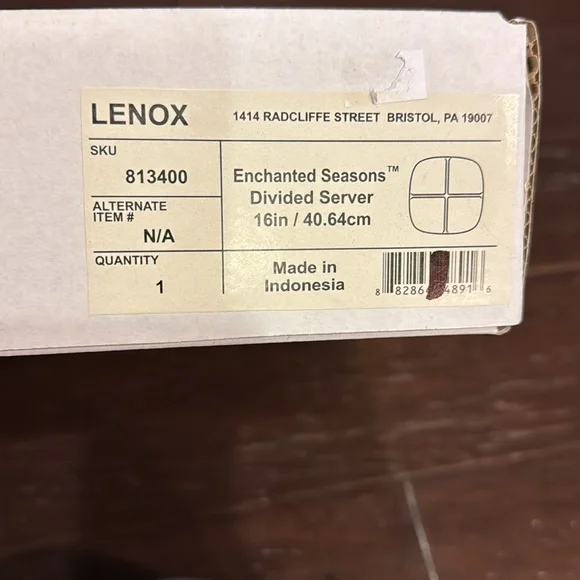 LENOX
1414 RADCLIFFE STREET BRISTOL, PA 19007
SKU
813400
ALTERNATE
ITEM #
N/A
QUANTITY
1
Enchanted Seasons™
Divided Server
16in / 40.64cm
Made in
Indonesia